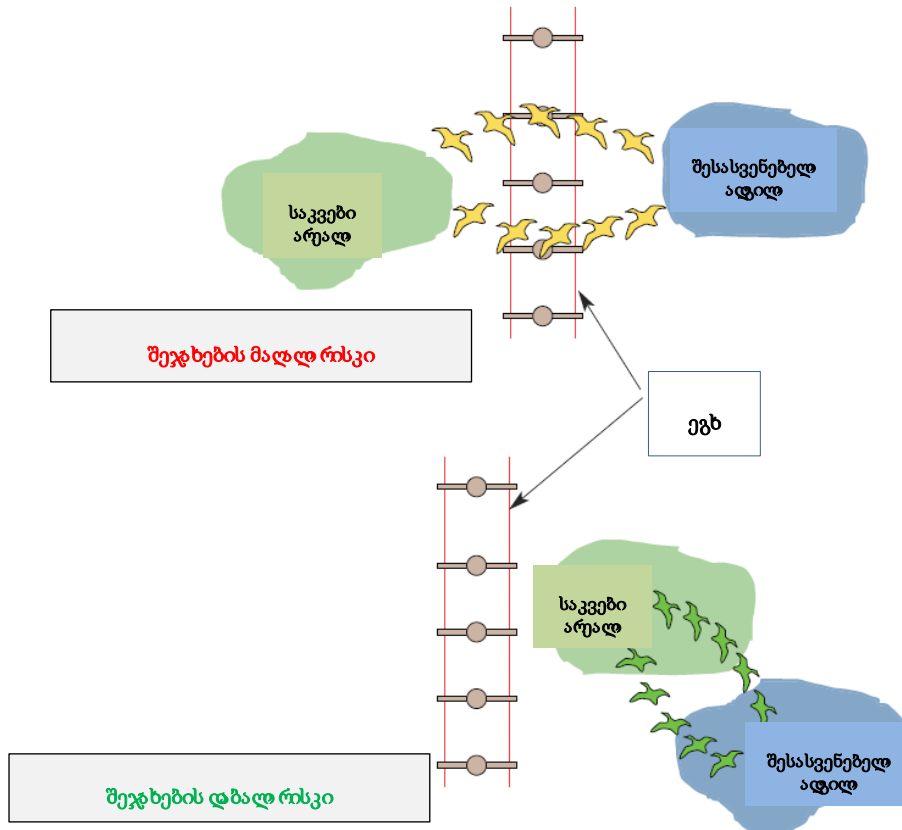 შესასვენებელი
ადგილი
საკვები
არეალი
შეჯახების მაღალი რისკი
ეგხ
საკვები
არეალი
შესასვენებელი
ადგილი
შეჯახების დაბალი რისკი